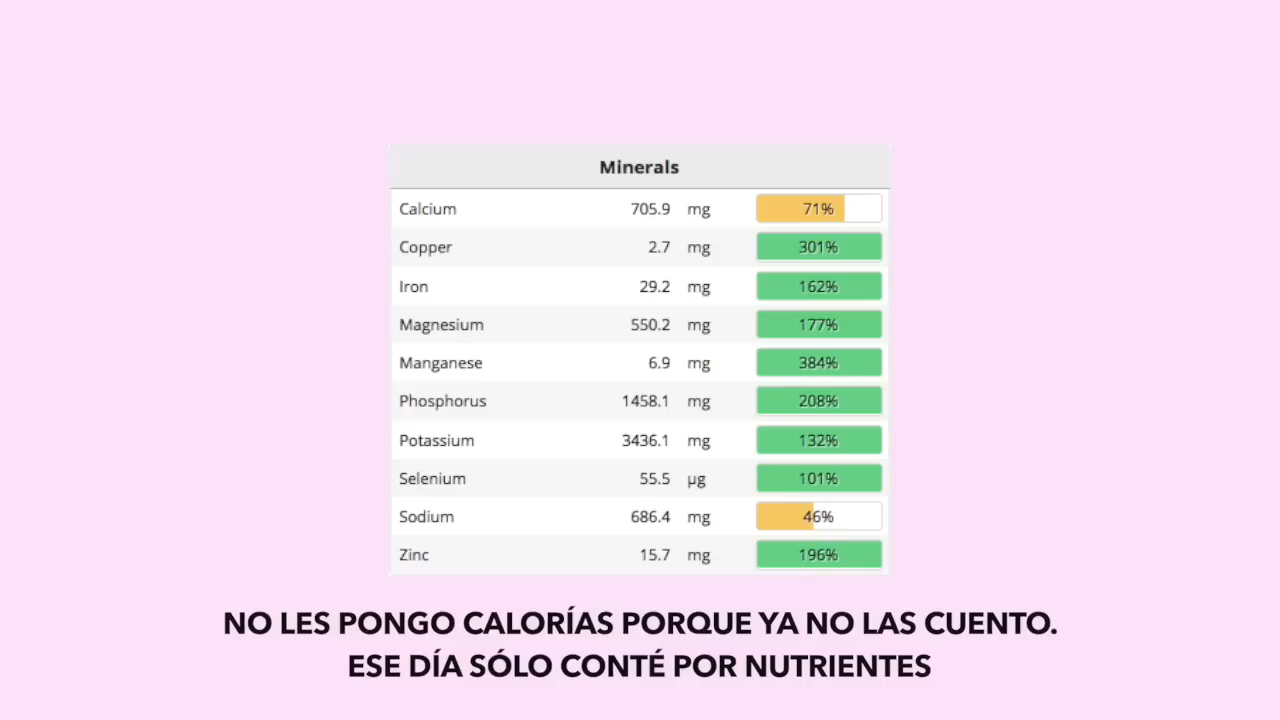 Minerals
Calcium 705.9 mg 71%
Copper 2.7 mg 301%
Iron 29.2 mg 162%
Magnesium 550.2 mg 177%
Manganese 6.9 mg 384%
Phosphorus 1458.1 mg 208%
Potassium 3436.1 mg 132%
Selenium 55.5 µg 101%
Sodium 686.4 mg 46%
Zinc 15.7 mg 196%
NO LES PONGO CALORÍAS PORQUE YA NO LAS CUENTO.
ESE DÍA SÓLO CONTÉ POR NUTRIENTES